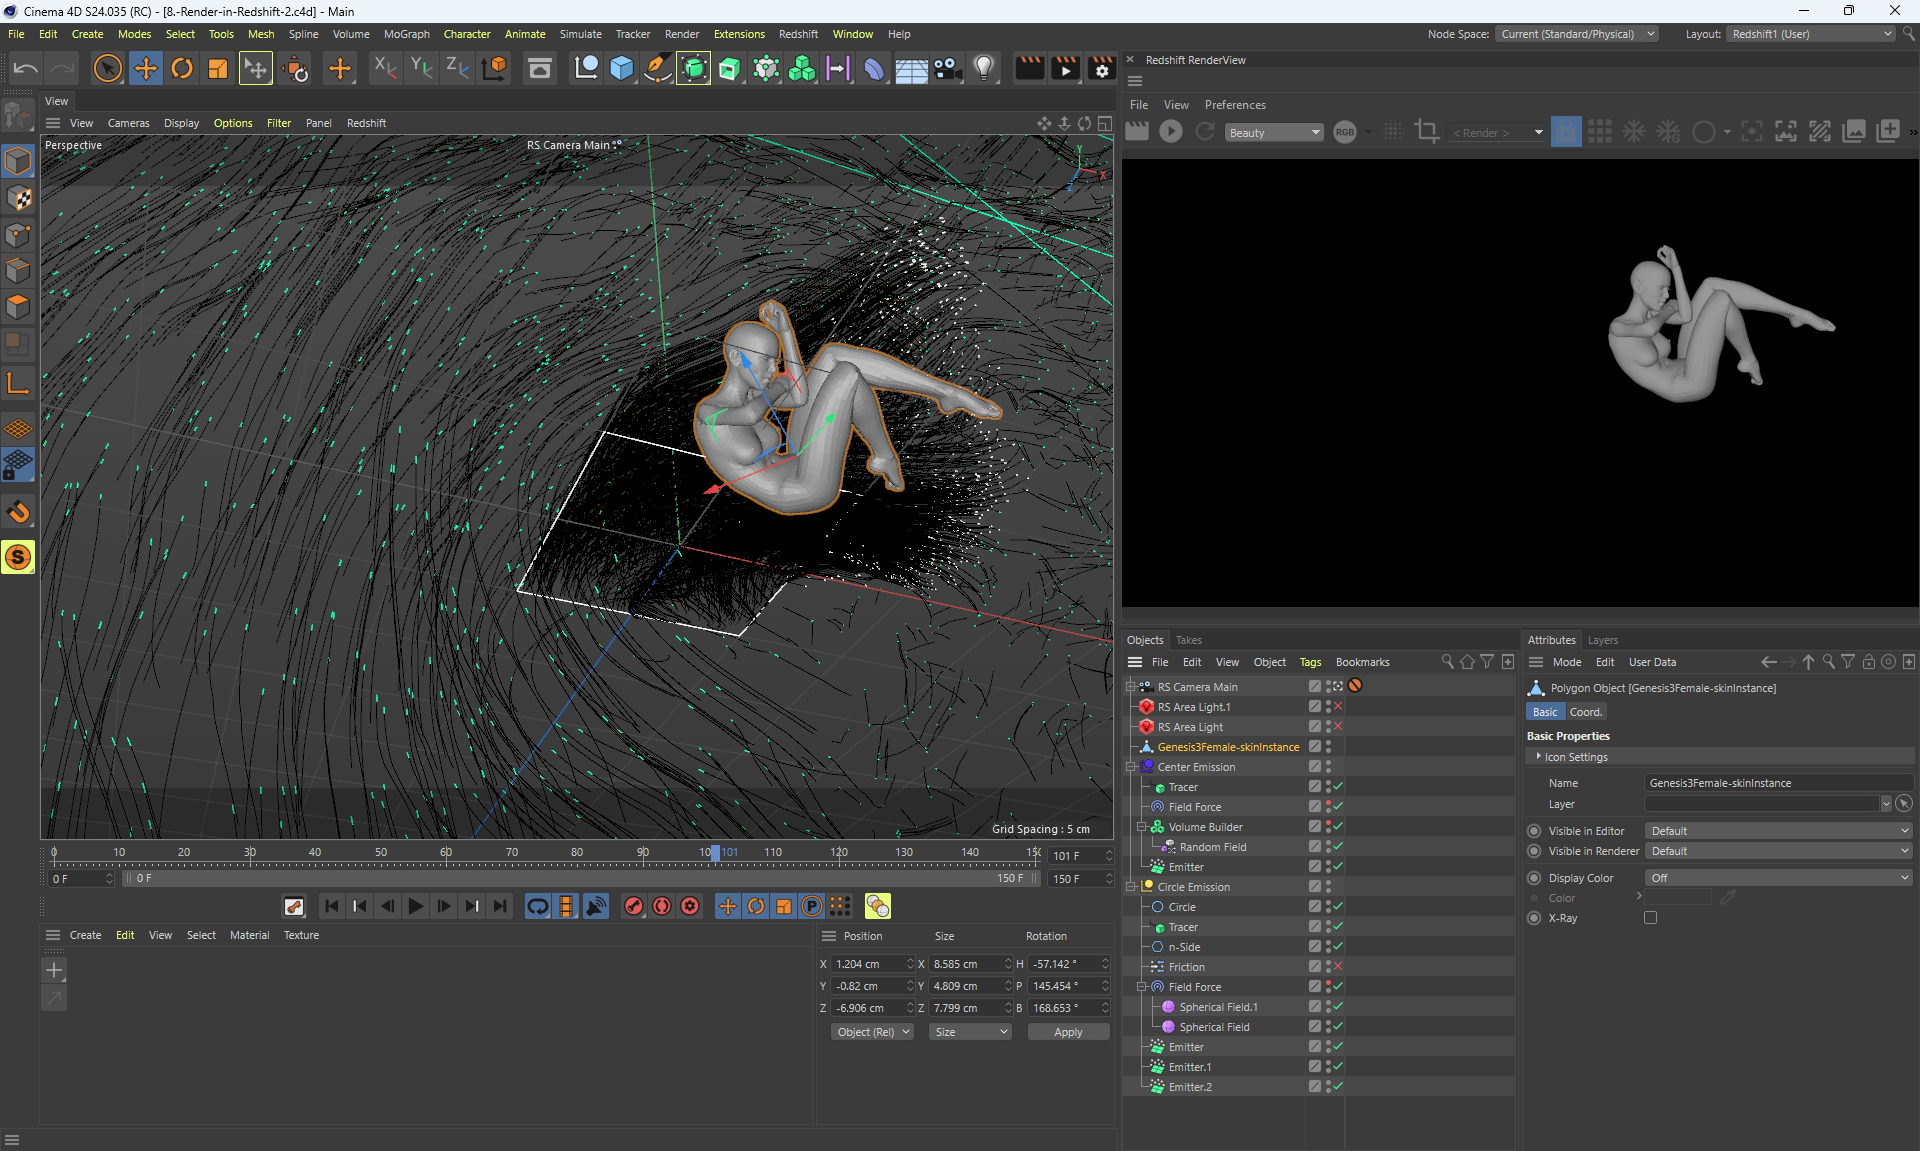 Cinema 4D S24.035 (RC) - [8.-Render-in-Redshift-2.c4d] - Main
File Edit Create Modes Select Tools Mesh Spline Volume MoGraph Character Animate Simulate Tracker Render Extensions Redshift Window Help
Node Space: Current (Standard/Physical) Layout: Redshift1 (User)
X Y Z
View
View Cameras Display Options Filter Panel Redshift
Perspective
RS Camera Main
Y
X
Z
Grid Spacing : 5 cm
S
Redshift RenderView
File View Preferences
Beauty RGB < Render >
0 10 20 30 40 50 60 70 80 90 10 101 110 120 130 140 15 101 F
0 F 0 F 150 F 150 F
P
Create Edit View Select Material Texture
Position Size Rotation
X 1.204 cm X 8.585 cm H -57.142 °
Y -0.82 cm Y 4.809 cm P 145.454 °
Z -6.906 cm Z 7.799 cm B 168.653 °
Object (Rel) Size Apply
Objects Takes
File Edit View Object Tags Bookmarks
RS Camera Main
RS Area Light.1
RS Area Light
Genesis3Female-skinInstance
Center Emission
Tracer
Field Force
Volume Builder
Random Field
Emitter
Circle Emission
Circle
Tracer
n-Side
Friction
Field Force
Spherical Field.1
Spherical Field
Emitter
Emitter.1
Emitter.2
Attributes Layers
Mode Edit User Data
Polygon Object [Genesis3Female-skinInstance]
Basic Coord.
Basic Properties
Icon Settings
Name Genesis3Female-skinInstance
Layer
Visible in Editor Default
Visible in Renderer Default
Display Color Off
Color
X-Ray